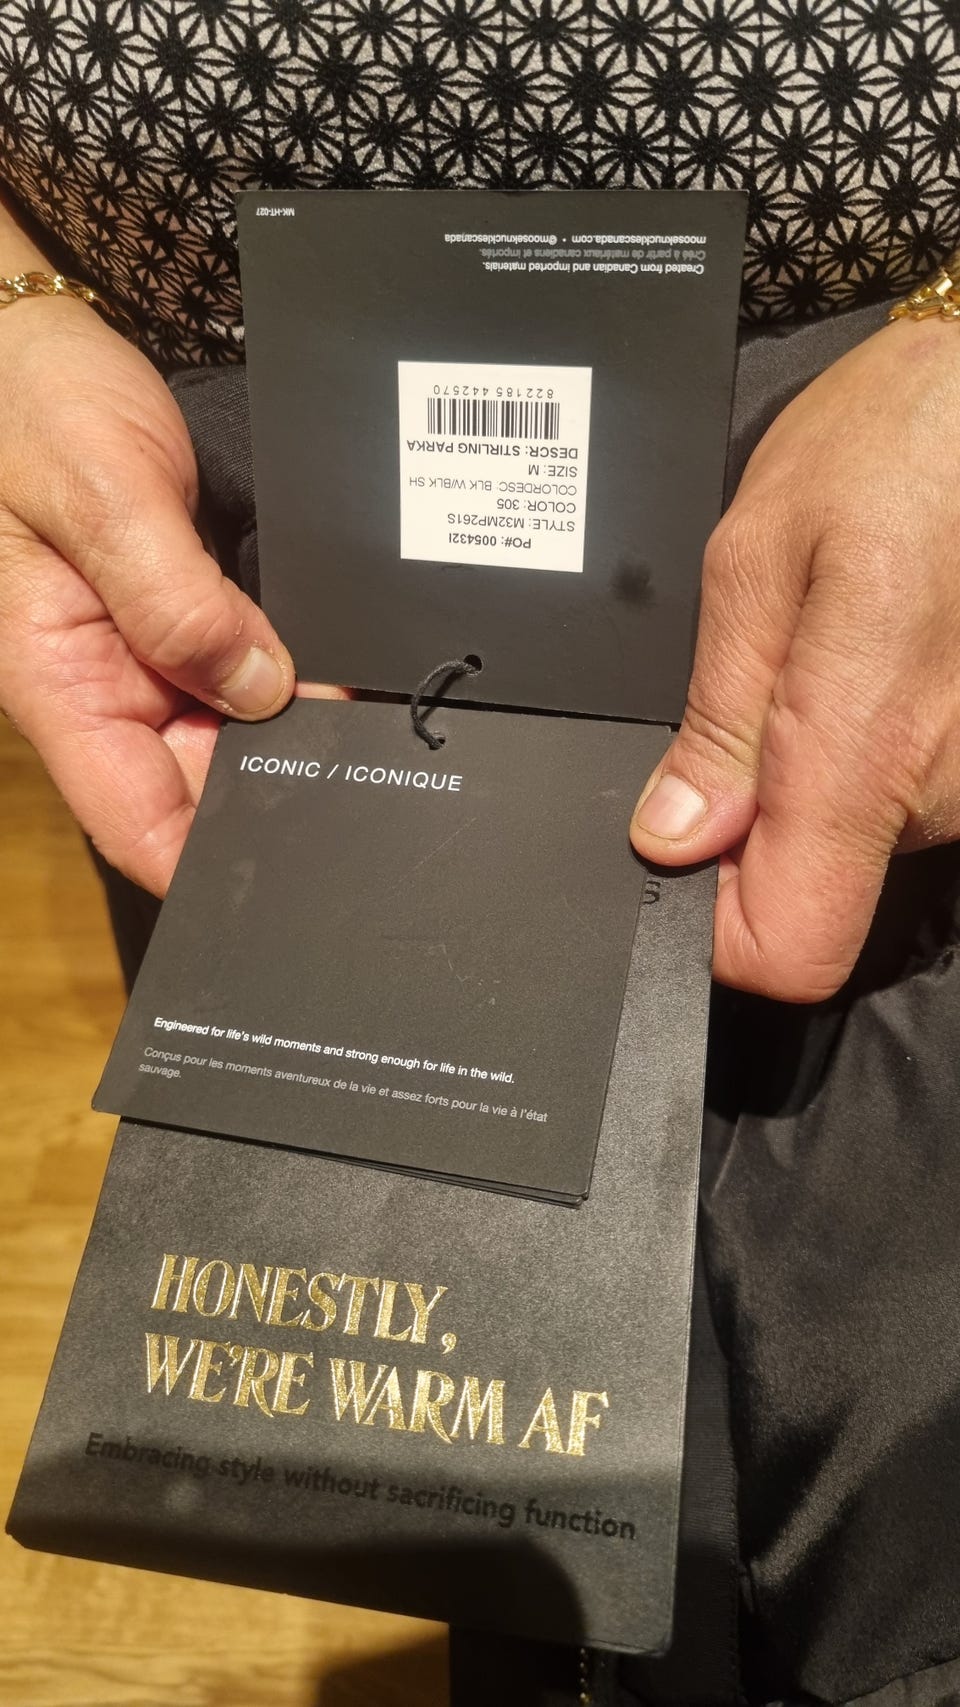 MK-HT-027
Created from Canadian and imported materials.
Créé à partir de matériaux canadiens et importés.
mooseknucklescanada.com • @mooseknucklescanada
PO#: 005432I
STYLE: M32MP261S
COLOR: 305
COLORDESC: BLK W/BLK SH
SIZE: M
DESCR: STIRLING PARKA
822185 442570
ICONIC / ICONIQUE
S
Engineered for life's wild moments and strong enough for life in the wild.
Conçus pour les moments aventureux de la vie et assez forts pour la vie à l'état
sauvage.
HONESTLY,
WE'RE WARM AF
Embracing style without sacrificing function